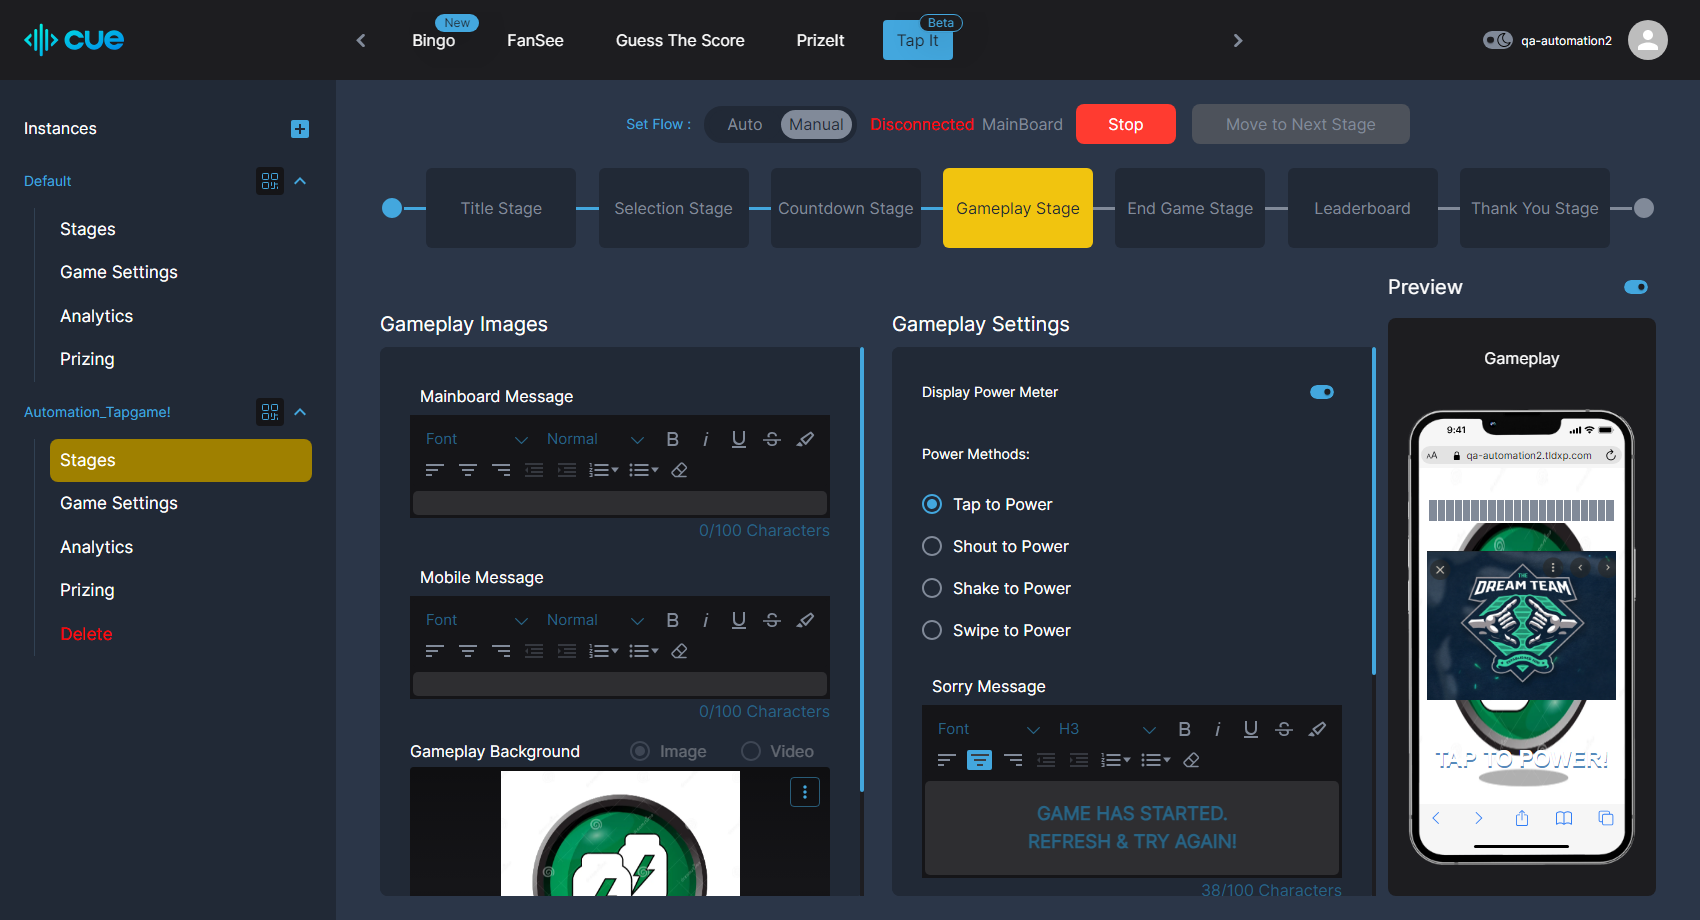 cue
New
Bingo
FanSee
Guess The Score
PrizeIt
Beta
Tap It
qa-automation2
Instances
Default
Stages
Game Settings
Analytics
Prizing
Automation_Tapgame!
Stages
Game Settings
Analytics
Prizing
Delete
Set Flow :
Auto
Manual
Disconnected MainBoard
Stop
Move to Next Stage
Title Stage
Selection Stage
Countdown Stage
Gameplay Stage
End Game Stage
Leaderboard
Thank You Stage
Gameplay Images
Mainboard Message
Font
Normal
B
i
U
S
0/100 Characters
Mobile Message
Font
Normal
B
i
U
S
0/100 Characters
Gameplay Background
Image
Video
Gameplay Settings
Display Power Meter
Power Methods:
Tap to Power
Shout to Power
Shake to Power
Swipe to Power
Sorry Message
Font
H3
B
i
U
S
GAME HAS STARTED.
REFRESH & TRY AGAIN!
38/100 Characters
Preview
Gameplay
9:41
AA
qa-automation2.tldxp.com
THE
DREAM TEAM
TAP TO POWER!